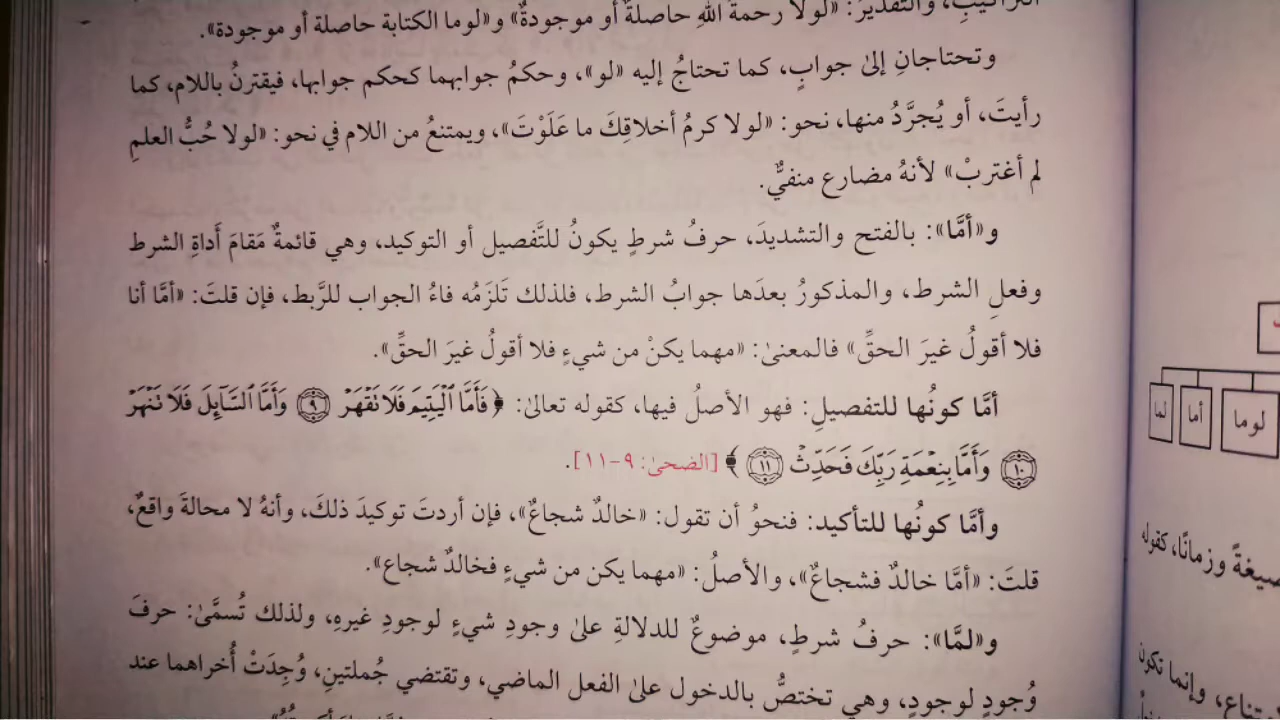 التراكيب، والتقدير: «لولا رحمةُ اللهِ حاصلةٌ أو موجودةٌ» و«لوما الكتابة حاصلة أو موجودة».
وتحتاجانِ إلىٰ جوابٍ، كما تحتاجُ إليه «لو»، وحكمُ جوابهما كحكم جوابها، فيقترنُ باللام، كما
رأيتَ، أو يُجرَّدُ منها، نحو: «لولا كرمُ أخلاقِكَ ما عَلَوْتَ»، ويمتنعُ من اللام في نحو: «لولا حُبُّ العلمِ
لم أغتربْ» لأنهُ مضارع منفيٌّ.
و«أمَّا»: بالفتح والتشديدَ، حرفُ شرطٍ يكونُ للتَّفصيل أو التوكيد، وهي قائمةٌ مَقامَ أَداةِ الشرط
وفعلِ الشرط، والمذكورُ بعدَها جوابُ الشرط، فلذلك تَلزَمُه فاءُ الجواب للرَّبط، فإن قلتَ: «أمَّا أنا
فلا أقولُ غيرَ الحقِّ» فالمعنىٰ: «مهما يكنْ من شيءٍ فلا أقولُ غيرَ الحقِّ».
أمَّا كونُها للتفصيلِ: فهو الأصلُ فيها، كقوله تعالىٰ: ﴿فَأَمَّا ٱلْيَتِيمَ فَلَا نَقْهَرْ ٩ وَأَمَّا ٱلسَّآئِلَ فَلَا نَنْهَرْ
١٠ وَأَمَّا بِنِعْمَةِ رَبِّكَ فَحَدِّثْ ١١﴾ [الضحىٰ: ٩-١١].
وأمَّا كونُها للتأكيد: فنحوُ أن تقول: «خالدٌ شجاعٌ»، فإن أردتَ توكيدَ ذلكَ، وأنهُ لا محالةَ واقعٌ،
قلتَ: «أمَّا خالدٌ فشجاعٌ»، والأصلُ: «مهما يكن من شيءٍ فخالدٌ شجاع».
و«لمَّا»: حرفُ شرطٍ، موضوعٌ للدلالةِ علىٰ وجودِ شيءٍ لوجودِ غيرهِ، ولذلك تُسمَّىٰ: حرفَ
وُجودٍ لوجودٍ، وهي تختصُّ بالدخول علىٰ الفعل الماضي، وتقتضي جُملتينِ، وُجِدَتْ أُخراهما عند
لوما
أما
لما
صيغةً وزمانًا، كقوله
وإنما تكون